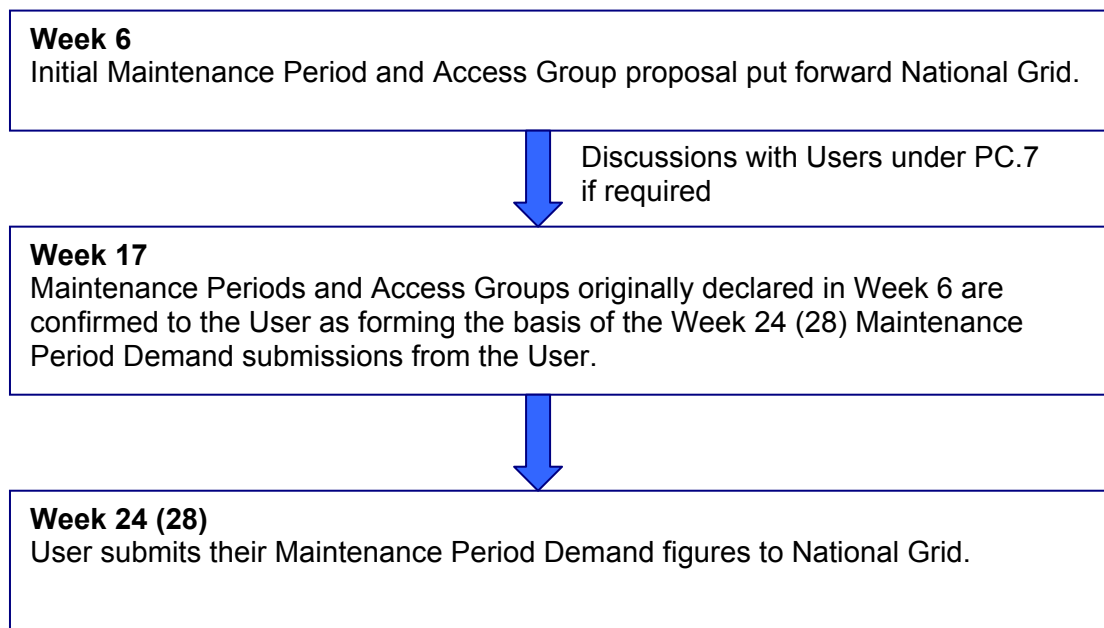 Week 6
Initial Maintenance Period and Access Group proposal put forward National Grid.
Discussions with Users under PC.7
if required
Week 17
Maintenance Periods and Access Groups originally declared in Week 6 are
confirmed to the User as forming the basis of the Week 24 (28) Maintenance
Period Demand submissions from the User.
Week 24 (28)
User submits their Maintenance Period Demand figures to National Grid.